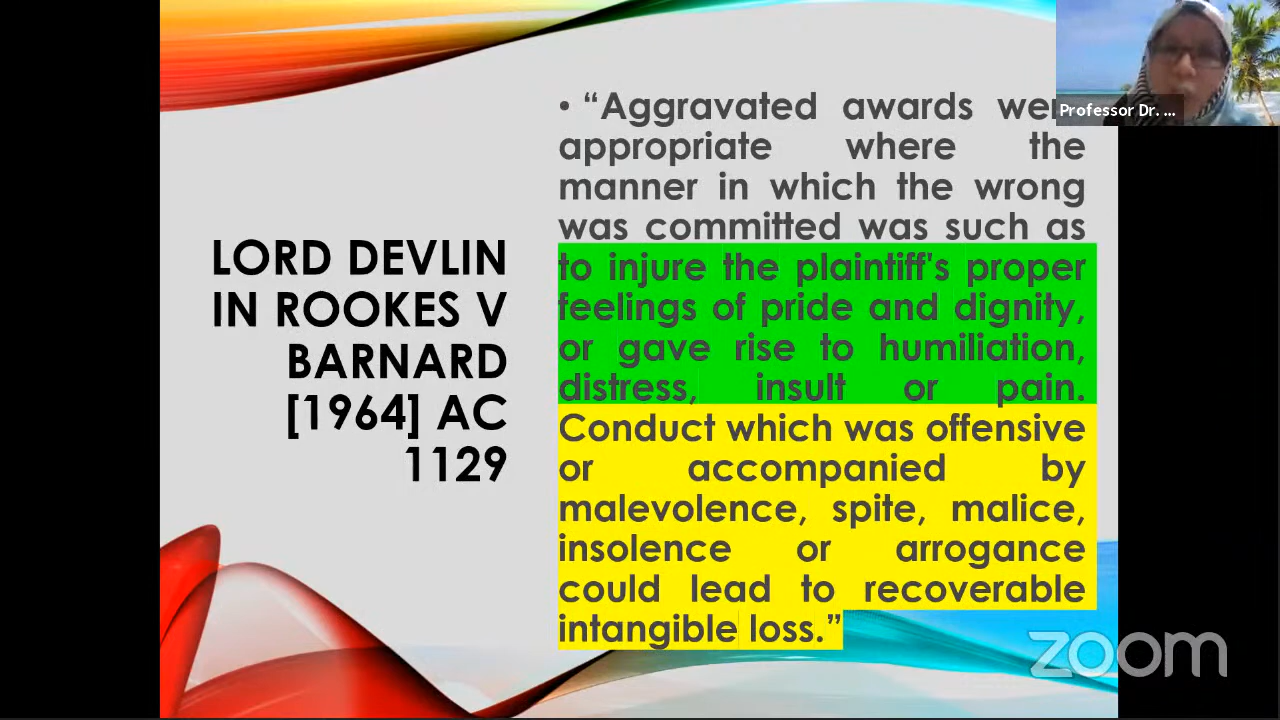 LORD DEVLIN
IN ROOKES V
BARNARD
[1964] AC
1129
• “Aggravated awards were
appropriate where the
manner in which the wrong
was committed was such as
to injure the plaintiff's proper
feelings of pride and dignity,
or gave rise to humiliation,
distress, insult or pain.
Conduct which was offensive
or accompanied by
malevolence, spite, malice,
insolence or arrogance
could lead to recoverable
intangible loss.”
Professor Dr. ...
zoom